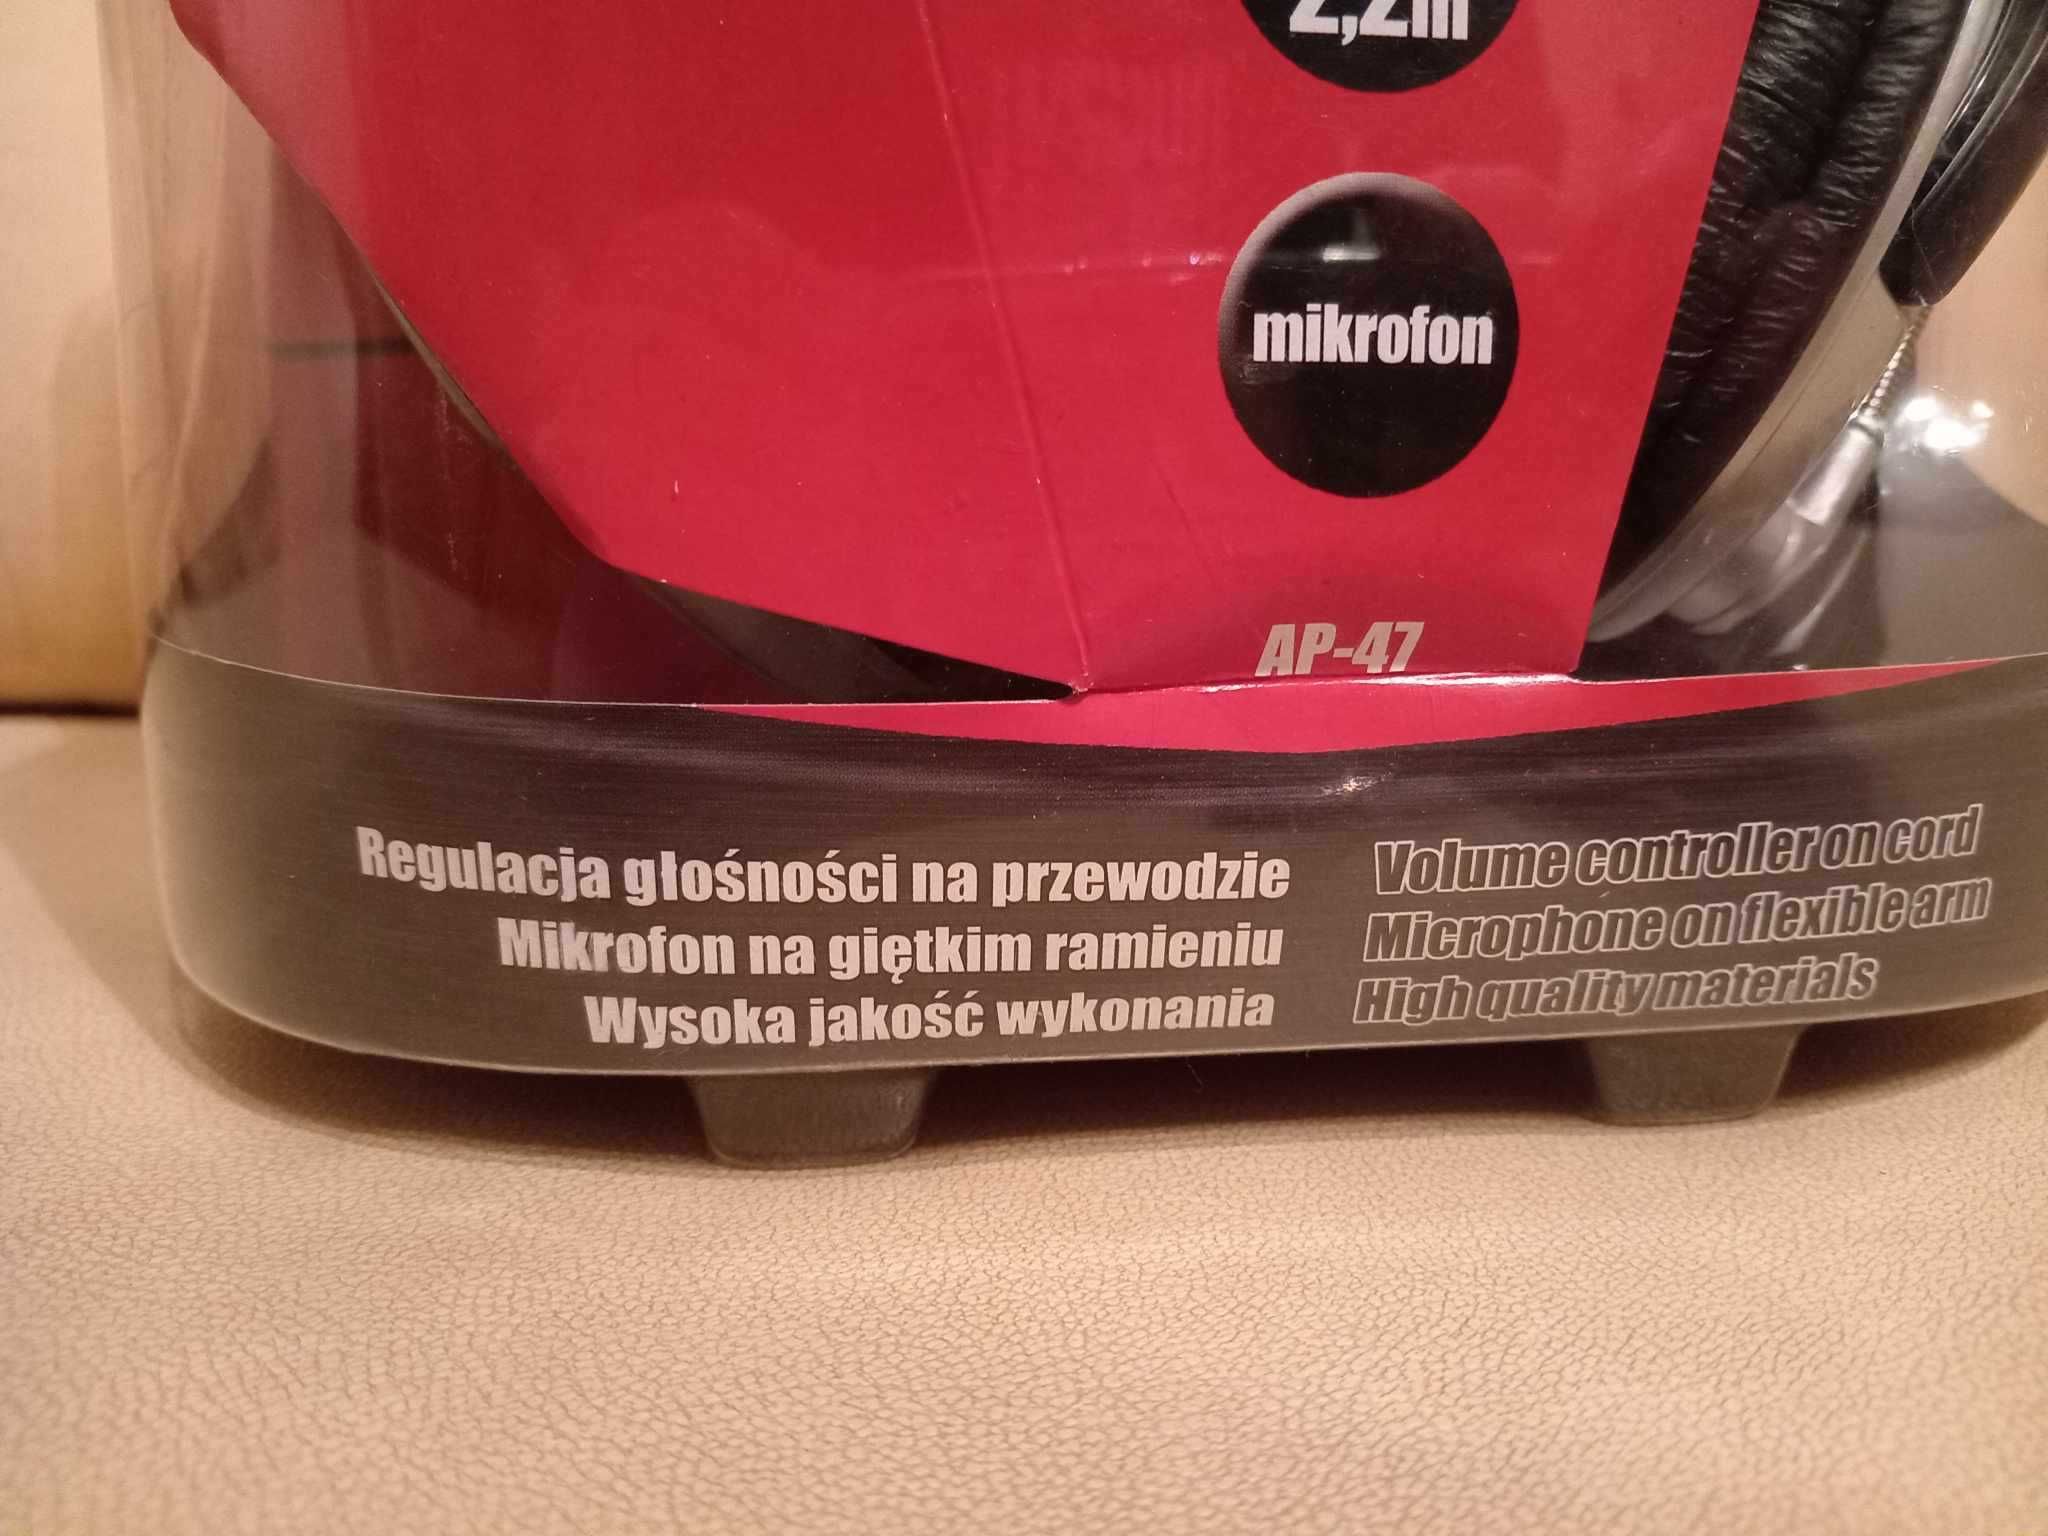 2,2m
mikrofon
AP-47
Regulacja głośności na przewodzie
Mikrofon na giętkim ramieniu
Wysoka jakość wykonania
Volume controller on cord
Microphone on flexible arm
High quality materials